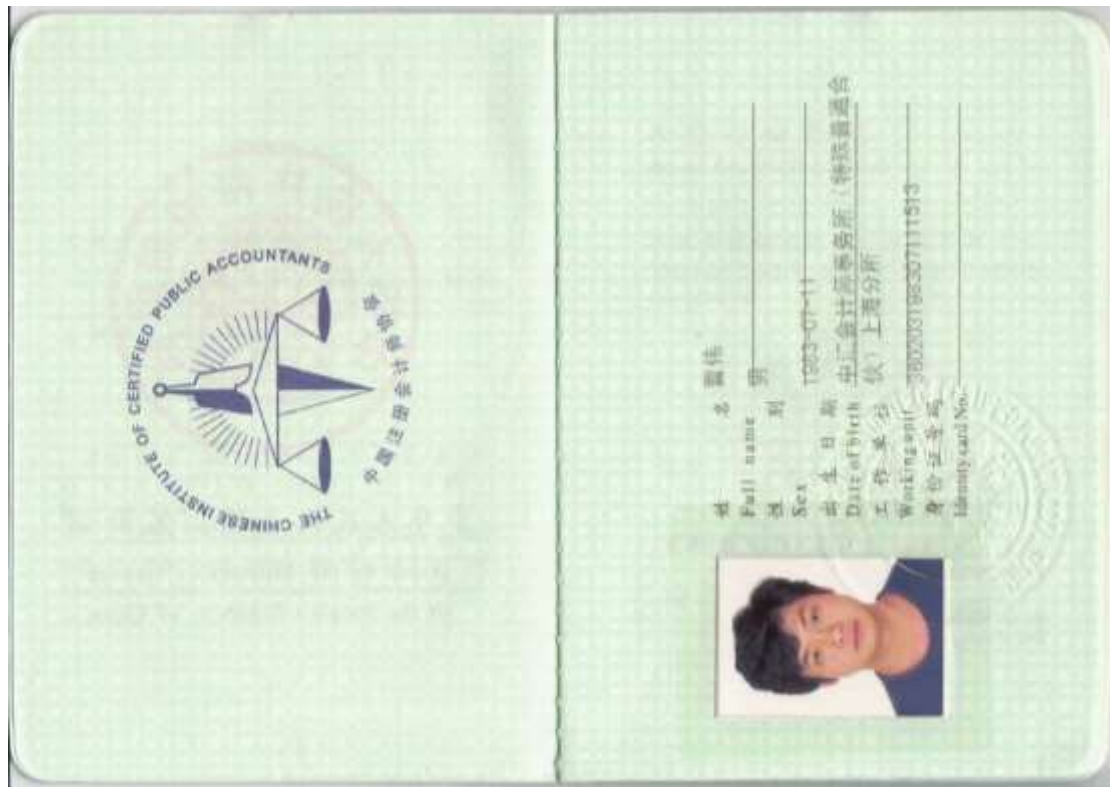 THE CHINESE INSTITUTE OF CERTIFIED PUBLIC ACCOUNTANTS
中国注册会计师协会
姓 名
Full name
性 别 男
Sex
出 生 日 期 1983-07-11
Date of birth
工 作 单 位 中汇会计师事务所（特殊普通合
Working unit 伙）上海分所
身份证号码
Identity card No.